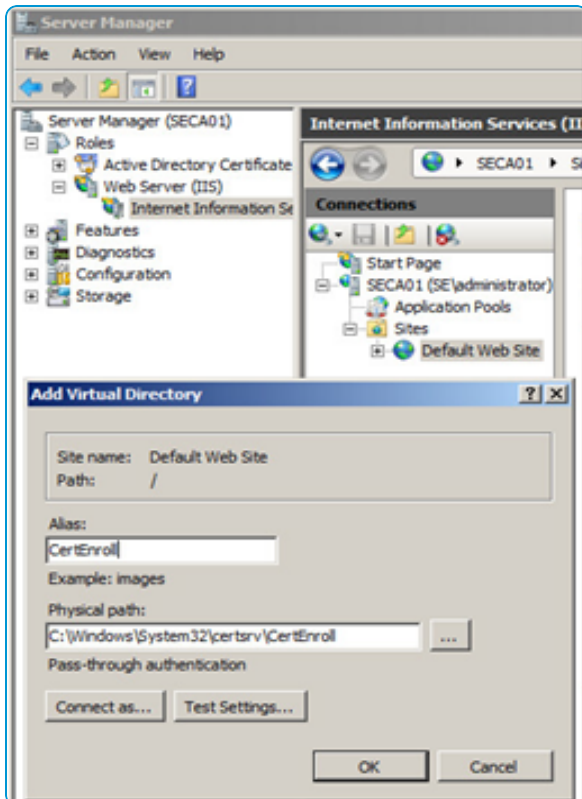 Server Manager
File Action View Help
Server Manager (SECA01)
Roles
Active Directory Certificate
Web Server (IIS)
Internet Information Se
Features
Diagnostics
Configuration
Storage
Internet Information Services (II
SECA01
Connections
Start Page
SECA01 (SE\administrator)
Application Pools
Sites
Default Web Site
Add Virtual Directory
Site name: Default Web Site
Path: /
Alias:
CertEnroll
Example: images
Physical path:
C:\Windows\System32\certsrv\CertEnroll
...
Pass-through authentication
Connect as... Test Settings...
OK Cancel